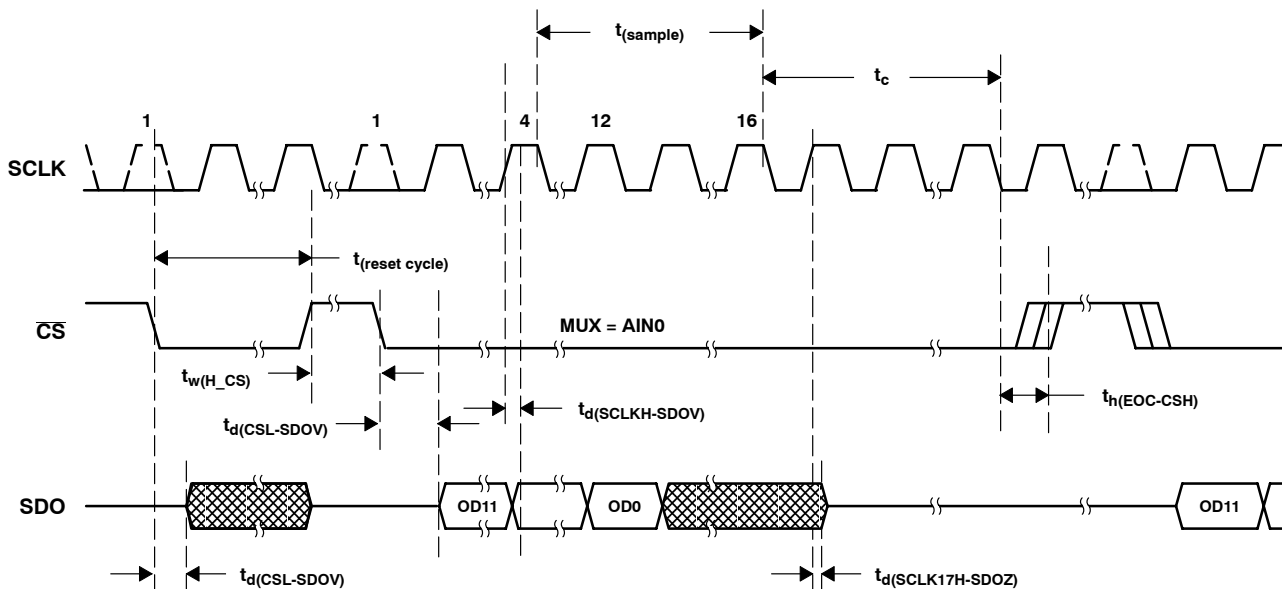 t(sample)
tc
1 1 4 12 16
SCLK
t(reset cycle)
CS
MUX = AIN0
tw(H_CS)
td(SCLKH-SDOV)
th(EOC-CSH)
td(CSL-SDOV)
SDO
OD11 OD0 OD11
td(CSL-SDOV)
td(SCLK17H-SDOZ)